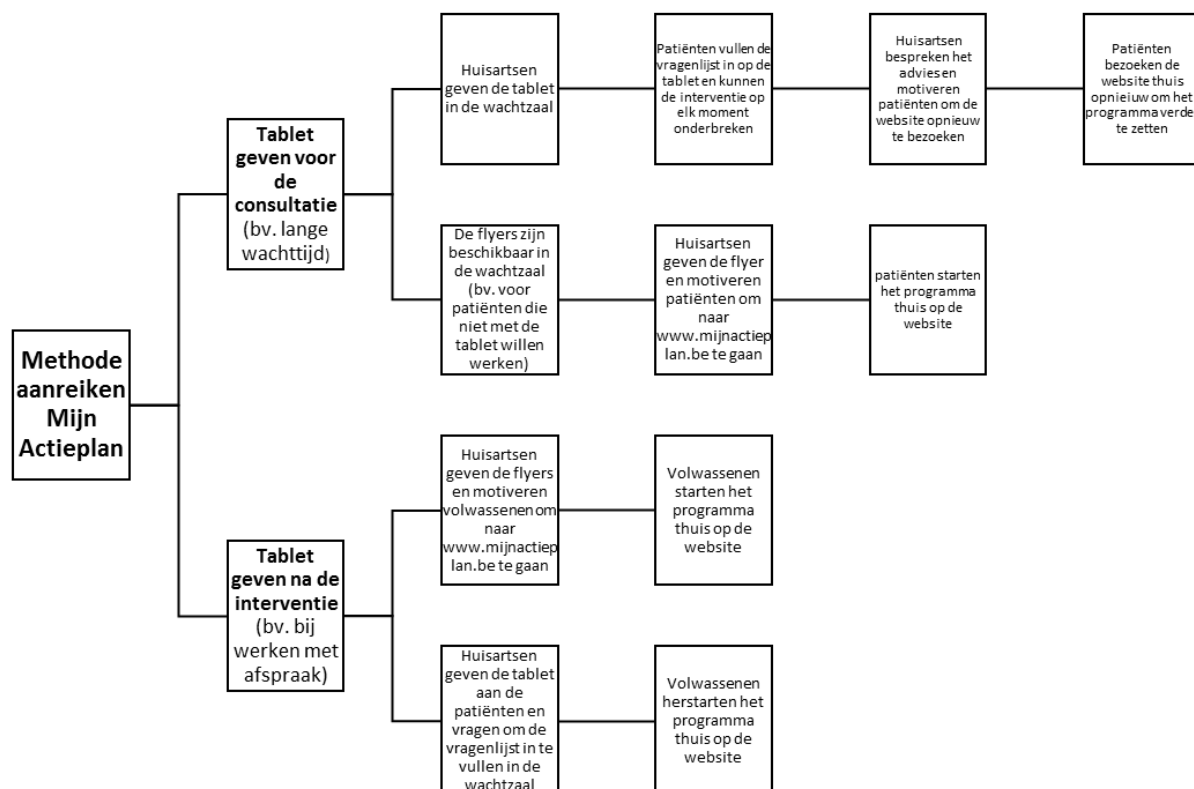 Methode
aanreiken
Mijn
Actieplan
Tablet
geven voor
de
consultatie
(bv. lange
wachttijd)
Huisartsen
geven de tablet
in de wachtzaal
Patiënten vullen de
vragenlijst in op de
tablet en kunnen
de interventie op
elk moment
onderbreken
Huisartsen
bespreken het
advies en
motiveren
patiënten om de
website opnieuw
te bezoeken
Patiënten
bezoeken de
website thuis
opnieiuw om het
programma verde
te zetten
De flyers zijn
beschikbaar in
de wachtzaal
(bv. voor
patiënten die
niet met de
tablet willen
werken)
Huisartsen
geven de flyer
en motiveren
patiënten om
naar
www.mijnactiep
lan.be te gaan
patiënten starten
het programma
thuis op de
website
Tablet
geven na de
interventie
(bv. bij
werken met
afspraak)
Huisartsen
geven de flyers
en motiveren
volwassenen om
naar
www.mijnactiep
lan.be te gaan
Volwassenen
starten het
programma
thuis op de
website
Huisartsen
geven de tablet
aan de
patiënten en
vragen om de
vragenlijst in te
vullen in de
wachtzaal
Volwassenen
herstarten het
programma
thuis op de
website